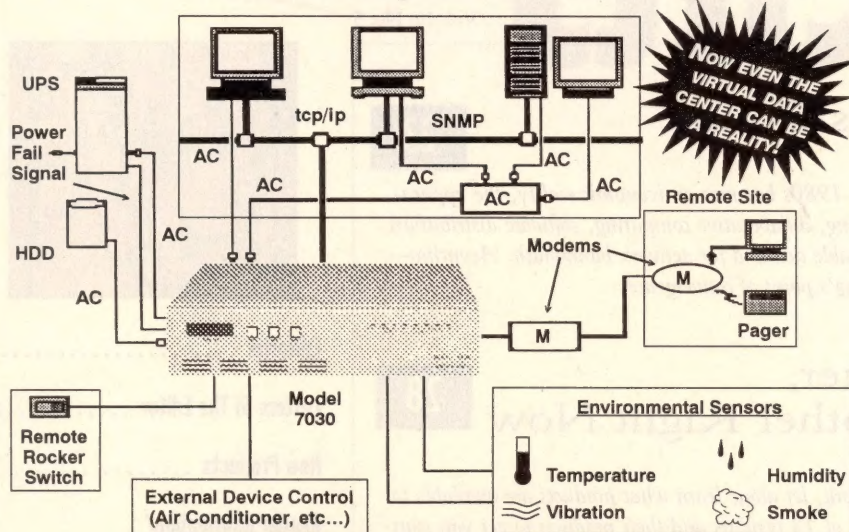 NOW EVEN THE
VIRTUAL DATA
CENTER CAN BE
A REALITY!
UPS
Power
Fail
Signal
HDD
AC
AC
AC
AC
AC
AC
AC
AC
tcp/ip
SNMP
Remote Site
Modems
M
M
Pager
Model
7030
Remote
Rocker
Switch
External Device Control
(Air Conditioner, etc...)
Environmental Sensors
Temperature
Humidity
Vibration
Smoke